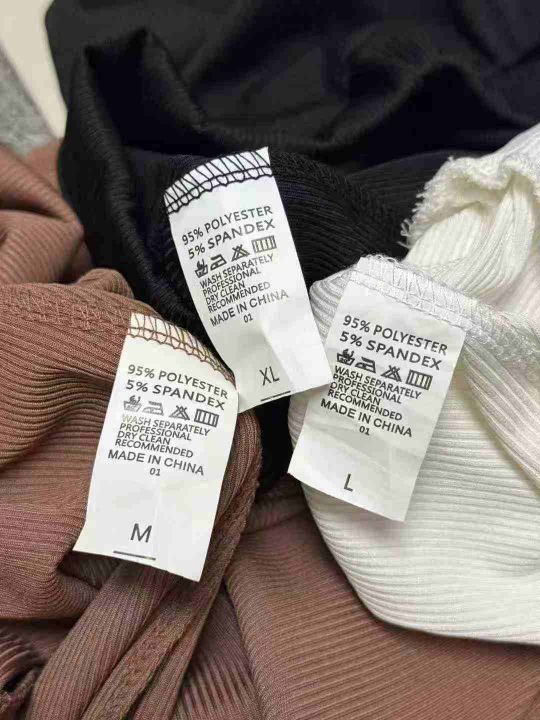 95% POLYESTER
5% SPANDEX
WASH SEPARATELY
PROFESSIONAL
DRY CLEAN
RECOMMENDED
MADE IN CHINA
01
XL
95% POLYESTER
5% SPANDEX
WASH SEPARATELY
PROFESSIONAL
DRY CLEAN
RECOMMENDED
MADE IN CHINA
01
L
95% POLYESTER
5% SPANDEX
WASH SEPARATELY
PROFESSIONAL
DRY CLEAN
RECOMMENDED
MADE IN CHINA
01
M